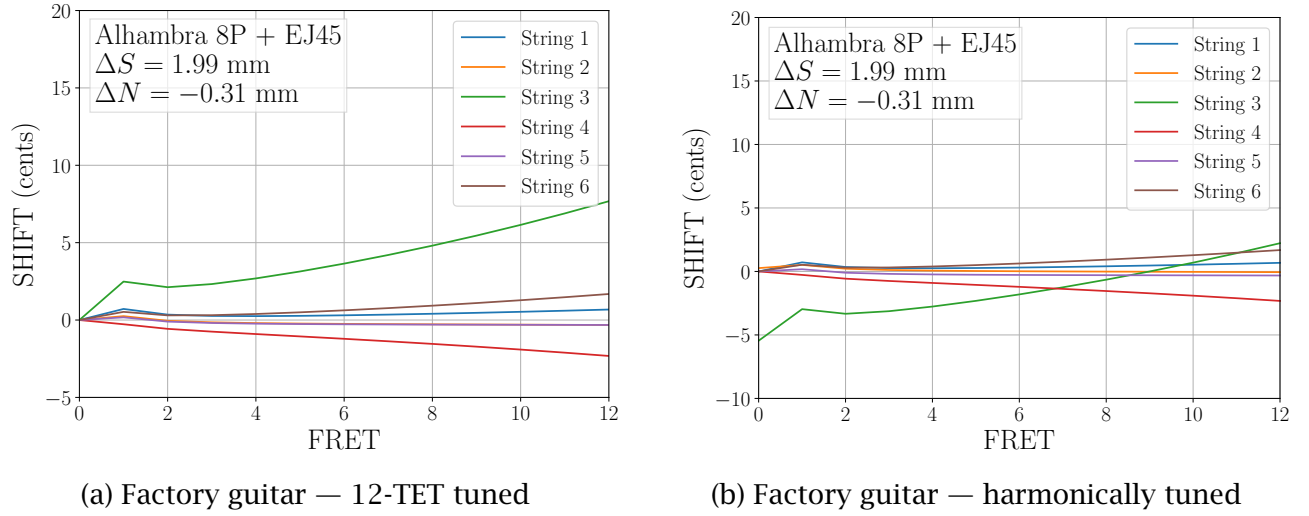 20
15
10
5
0
−5
SHIFT (cents)
Alhambra 8P + EJ45
ΔS = 1.99 mm
ΔN = −0.31 mm
String 1
String 2
String 3
String 4
String 5
String 6
0 2 4 6 8 10 12
FRET
(a) Factory guitar — 12-TET tuned
20
15
10
5
0
−5
−10
SHIFT (cents)
Alhambra 8P + EJ45
ΔS = 1.99 mm
ΔN = −0.31 mm
String 1
String 2
String 3
String 4
String 5
String 6
0 2 4 6 8 10 12
FRET
(b) Factory guitar — harmonically tuned